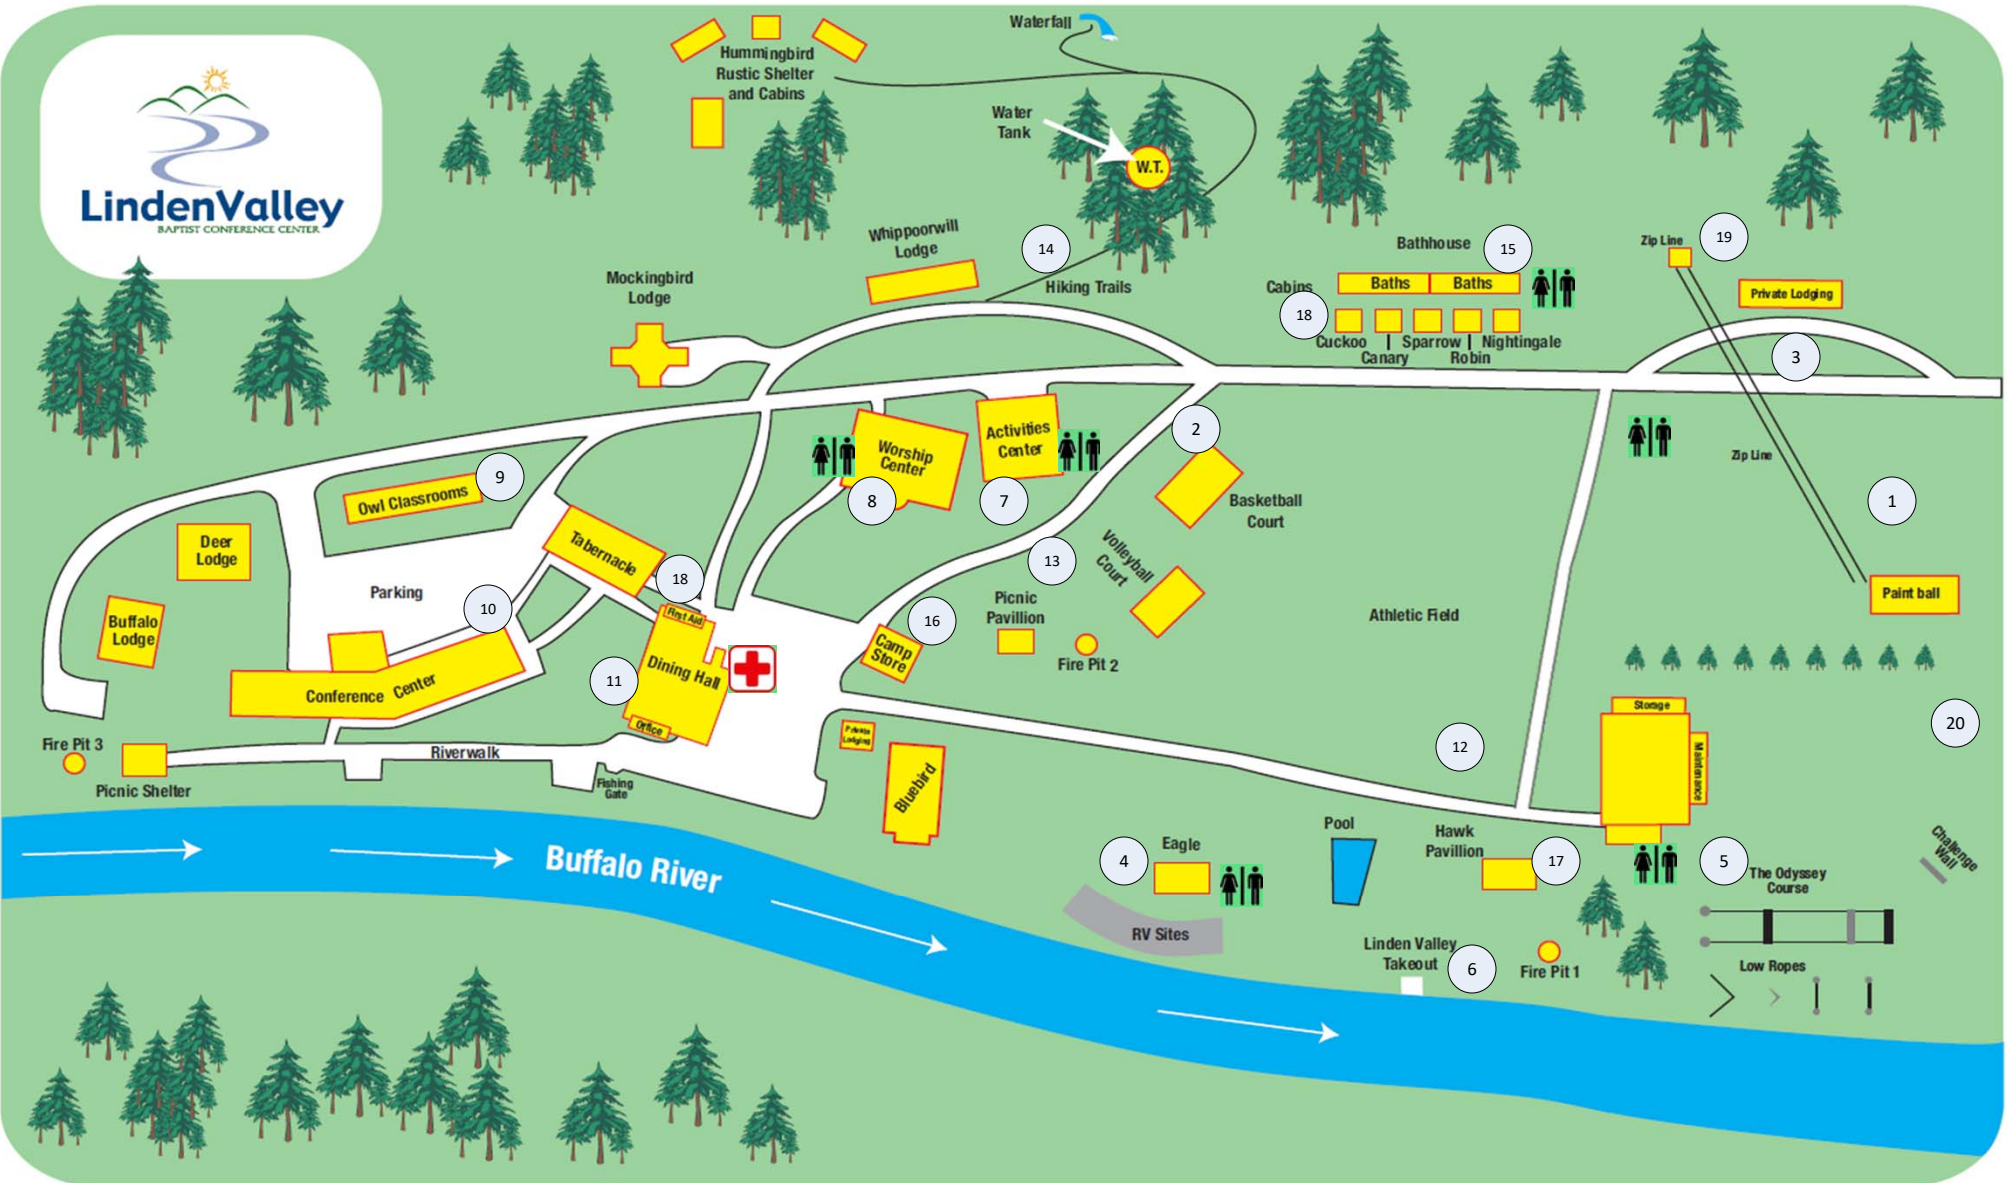 LindenValley
BAPTIST CONFERENCE CENTER
Hummingbird
Rustic Shelter
and Cabins
Waterfall
Water
Tank
W.T.
Whippoorwill
Lodge
14
Hiking Trails
Mockingbird
Lodge
Bathhouse
15
Baths
Baths
Cabins
18
Cuckoo
Canary
Sparrow
Robin
Nightingale
Zip Line
19
Private Lodging
3
Zip Line
1
Paint ball
Owl Classrooms
9
Deer
Lodge
Buffalo
Lodge
Parking
Tabernacle
18
10
Worship
Center
8
Activities
Center
7
2
Basketball
Court
13
Volleyball
Court
Picnic
Pavillion
Fire Pit 2
Athletic Field
16
Camp
Store
First Aid
Dining Hall
Office
11
Conference Center
Fire Pit 3
Picnic Shelter
Riverwalk
Fishing
Gate
Private
Lodging
Bluebird
Buffalo River
12
Storage
Maintenance
20
4
Eagle
RV Sites
Pool
Hawk
Pavillion
17
5
The Odyssey
Course
Challenge
Wall
Linden Valley
Takeout
6
Fire Pit 1
Low Ropes